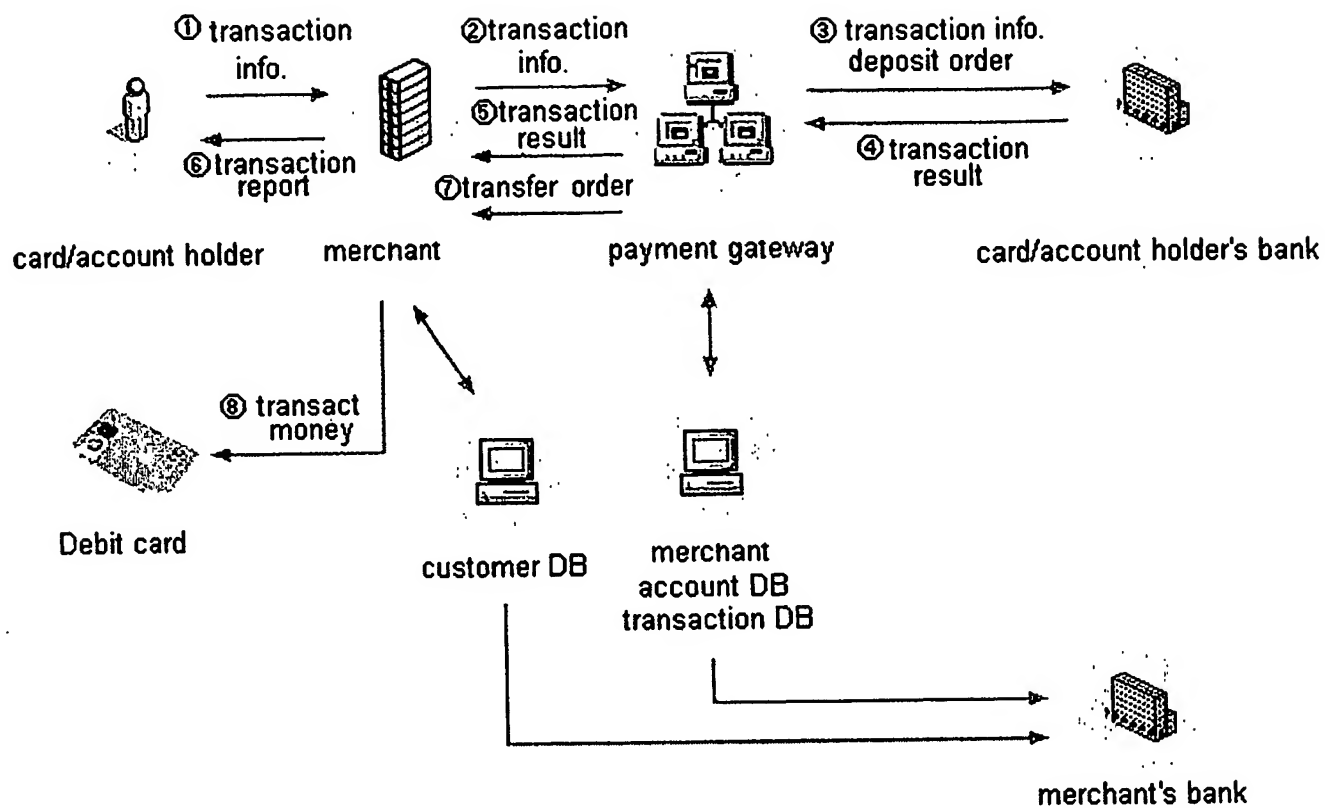 ① transaction
info.
②transaction
info.
③ transaction info.
deposit order
⑤transaction
result
④transaction
result
⑥transaction
report
⑦transfer order
card/account holder
merchant
payment gateway
card/account holder's bank
⑧ transact
money
Debit card
customer DB
merchant
account DB
transaction DB
merchant's bank